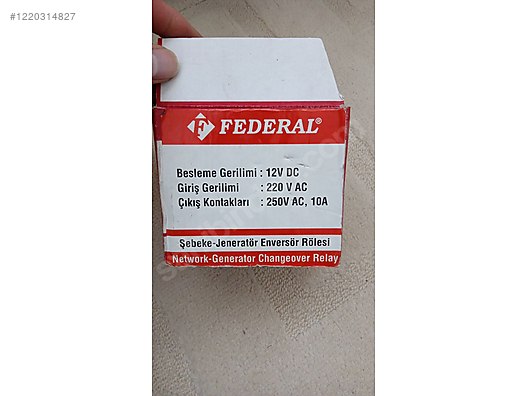 #1220314827
F FEDERAL®
Besleme Gerilimi : 12V DC
Giriş Gerilimi : 220 V AC
Çıkış Kontakları : 250V AC, 10A
Şebeke-Jeneratör Enversör Rölesi
Network-Generator Changeover Relay